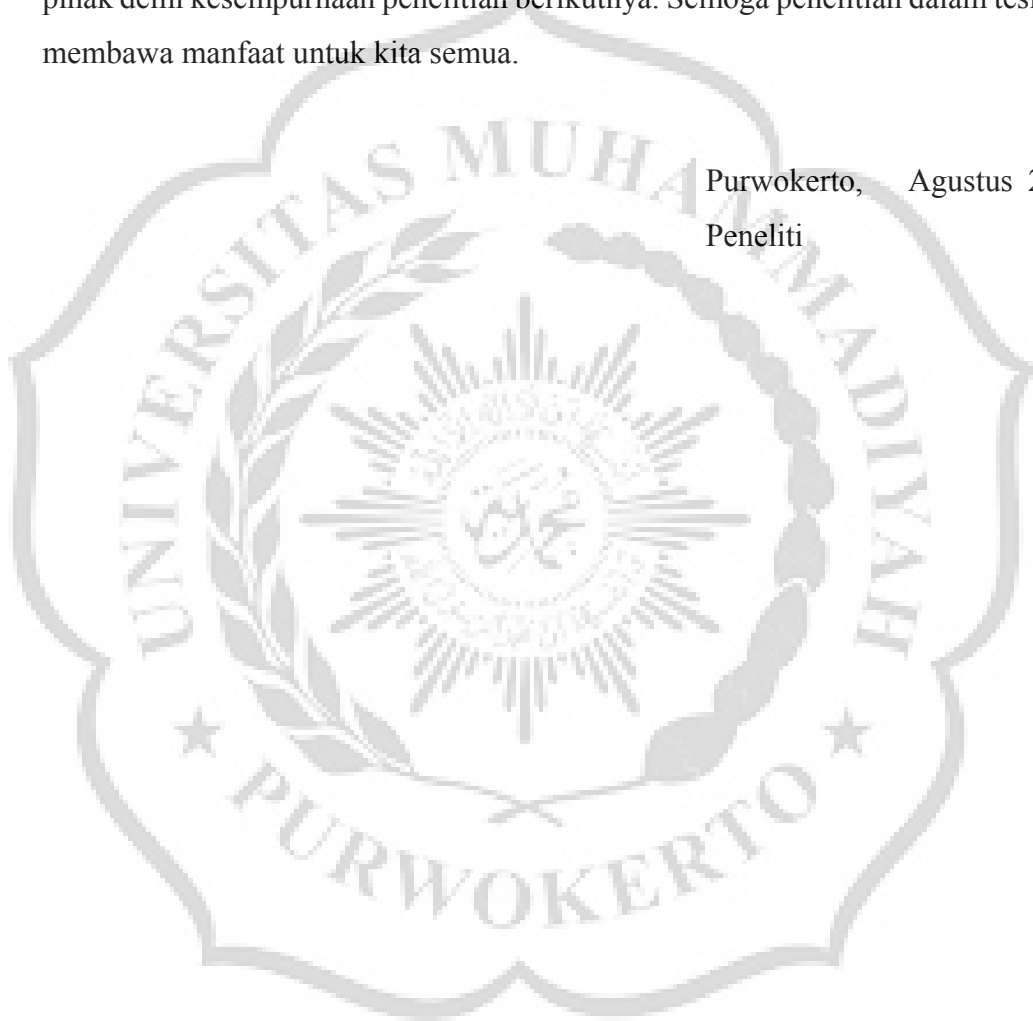 pihak demi kesempurnaan penelitian berikutnya. Semoga penelitian dalam
membawa manfaat untuk kita semua.
Purwokerto, Agustus
Peneliti
UNIVERSITAS MUHAMMADIYAH
★ PURWOKERTO ★